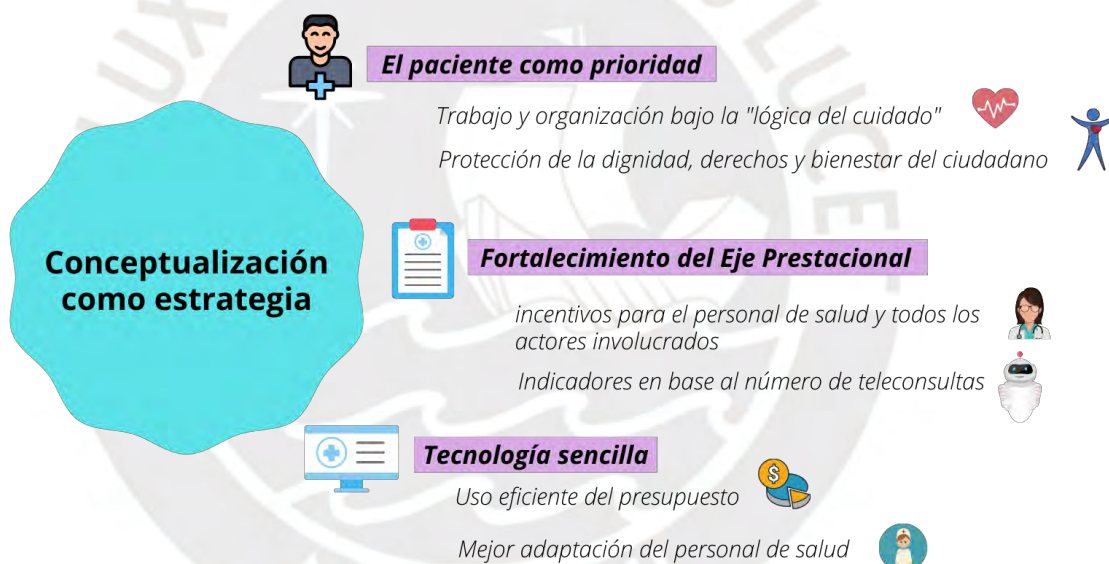 El paciente como prioridad
Trabajo y organización bajo la "lógica del cuidado"
Protección de la dignidad, derechos y bienestar del ciudadano
Conceptualización
como estrategia
Fortalecimiento del Eje Prestacional
incentivos para el personal de salud y todos los
actores involucrados
Indicadores en base al número de teleconsultas
Tecnología sencilla
Uso eficiente del presupuesto
Mejor adaptación del personal de salud